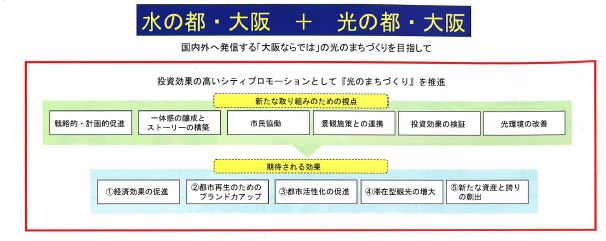 水の都・大阪 + 光の都・大阪
国内外へ発信する「大阪ならでは」の光のまちづくりを目指して
投資効果の高いシティプロモーションとして『光のまちづくり』を推進
新たな取り組みのための視点
戦略的・計画的促進
一体感の醸成と
ストーリーの構築
市民協働
景観施策との連携
投資効果の検証
光環境の改善
期待される効果
①経済効果の促進
②都市再生のための
ブランド力アップ
③都市活性化の促進
④滞在型観光の増大
⑤新たな資産と誇り
の創出